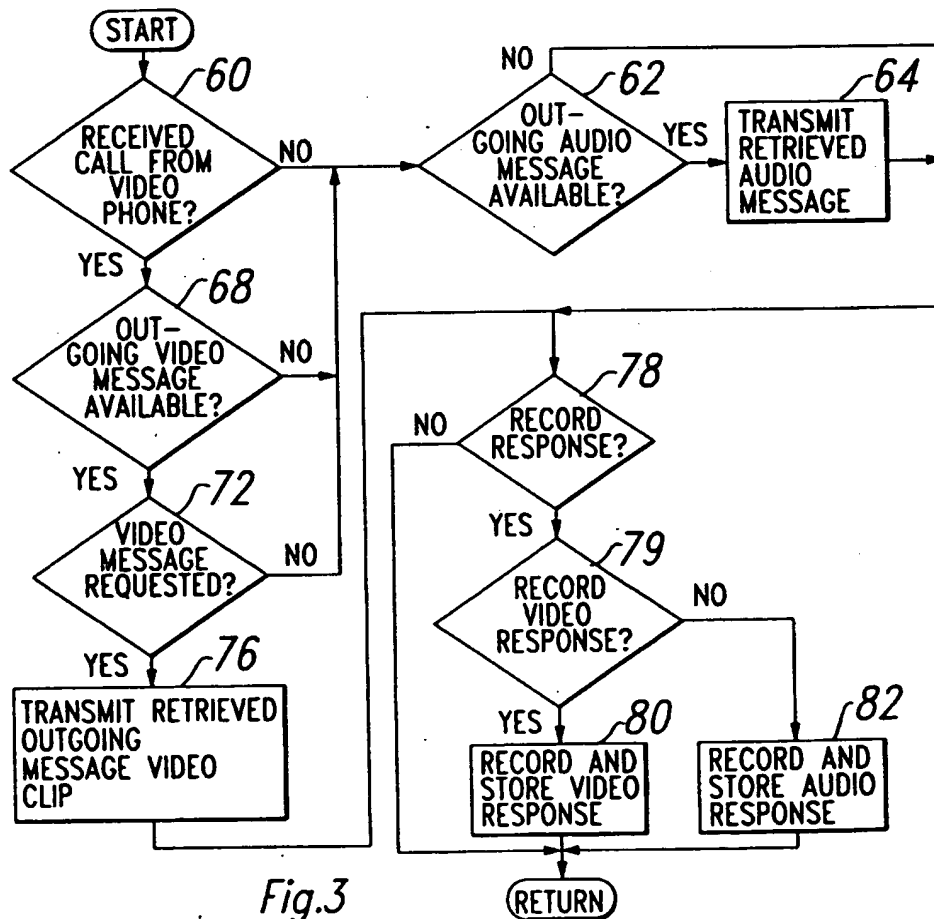 START
60
RECEIVED
CALL FROM
VIDEO
PHONE?
NO
YES
68
OUT-
GOING VIDEO
MESSAGE
AVAILABLE?
NO
YES
72
VIDEO
MESSAGE
REQUESTED?
NO
YES
76
TRANSMIT RETRIEVED
OUTGOING
MESSAGE VIDEO
CLIP
NO
62
OUT-
GOING AUDIO
MESSAGE
AVAILABLE?
YES
64
TRANSMIT
RETRIEVED
AUDIO
MESSAGE
78
RECORD
RESPONSE?
NO
YES
79
RECORD
VIDEO
RESPONSE?
NO
YES
80
RECORD AND
STORE VIDEO
RESPONSE
82
RECORD AND
STORE AUDIO
RESPONSE
RETURN
Fig.3